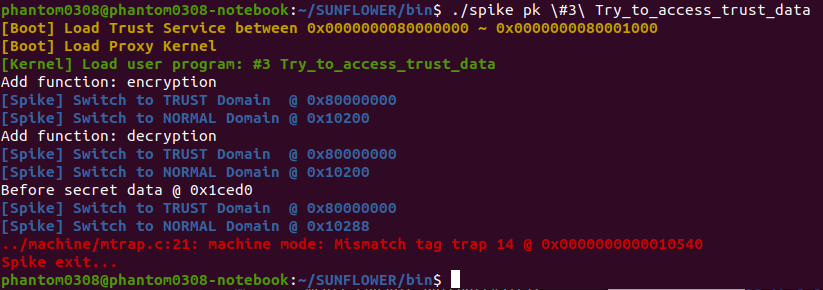 phantom0308@phantom0308-notebook:~/SUNFLOWER/bin$ ./spike pk \#3\ Try_to_access_trust_data
[Boot] Load Trust Service between 0x0000000080000000 ~ 0x0000000080001000
[Boot] Load Proxy Kernel
[Kernel] Load user program: #3 Try_to_access_trust_data
Add function: encryption
[Spike] Switch to TRUST Domain  @ 0x80000000
[Spike] Switch to NORMAL Domain @ 0x10200
Add function: decryption
[Spike] Switch to TRUST Domain  @ 0x80000000
[Spike] Switch to NORMAL Domain @ 0x10200
Before secret data @ 0x1ced0
[Spike] Switch to TRUST Domain  @ 0x80000000
[Spike] Switch to NORMAL Domain @ 0x10288
../machine/mtrap.c:21: machine mode: Mismatch tag trap 14 @ 0x0000000000010540
Spike exit...
phantom0308@phantom0308-notebook:~/SUNFLOWER/bin$